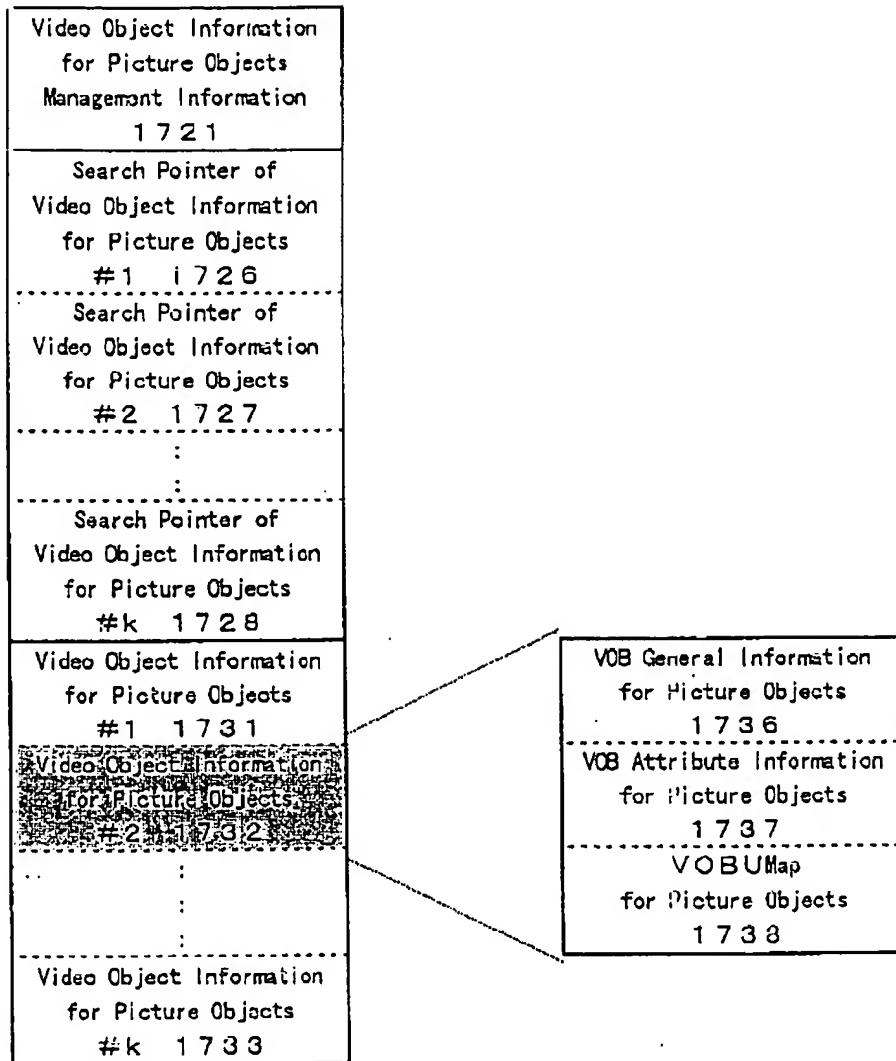 Video Object Information
for Picture Objects
Management Information
1721
Search Pointer of
Video Object Information
for Picture Objects
#1 1726
Search Pointer of
Video Object Information
for Picture Objects
#2 1727
:
:
Search Pointer of
Video Object Information
for Picture Objects
#k 1728
Video Object Information
for Picture Objects
#1 1731
Video Object Information
for Picture Objects
#2 1732
:
:
:
Video Object Information
for Picture Objects
#k 1733
VOB General Information
for Picture Objects
1736
VOB Attribute Information
for Picture Objects
1737
VOBUMap
for Picture Objects
1738